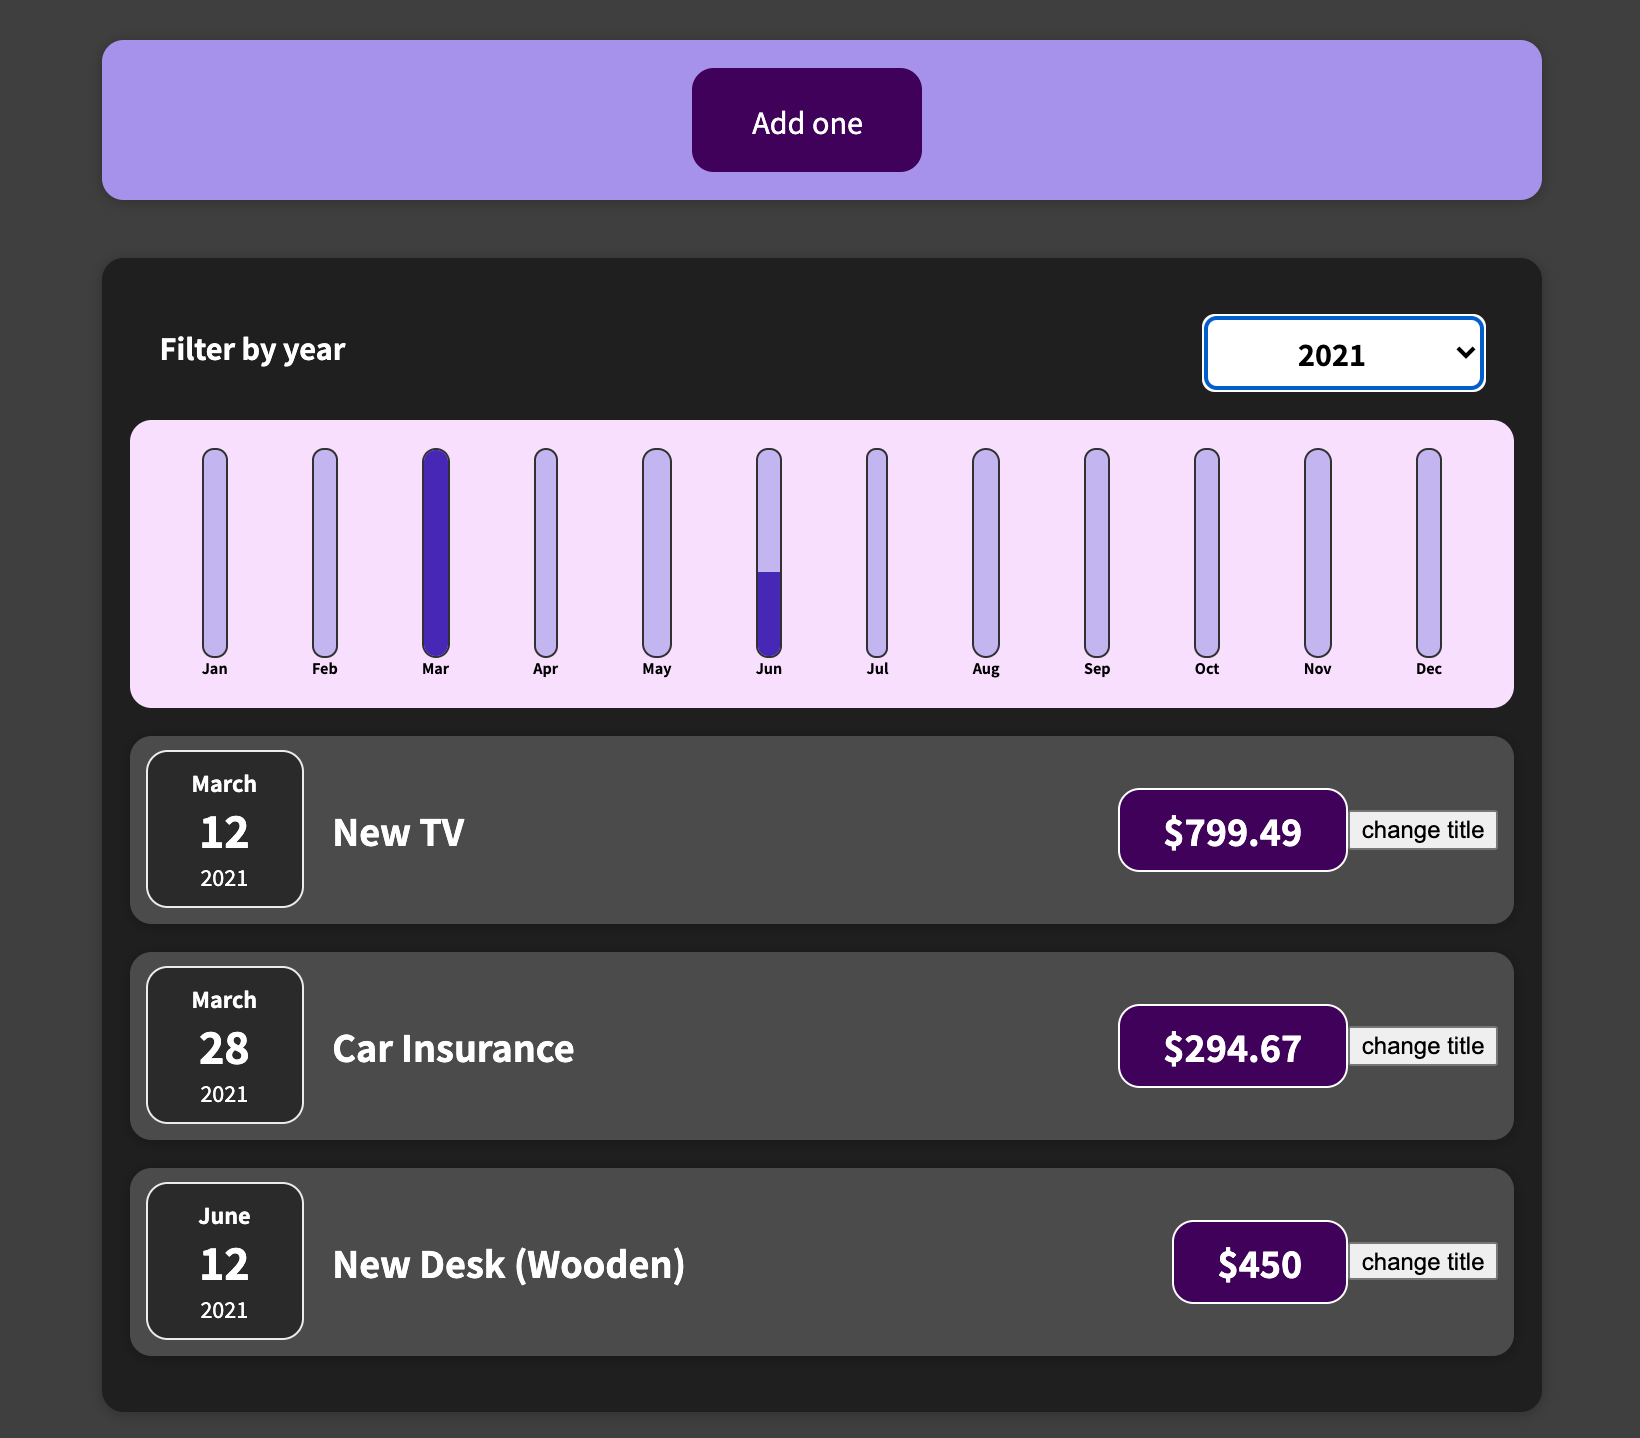 Add one
Filter by year
2021
Jan Feb Mar Apr May Jun Jul Aug Sep Oct Nov Dec
March
12
2021
New TV
$799.49
change title
March
28
2021
Car Insurance
$294.67
change title
June
12
2021
New Desk (Wooden)
$450
change title